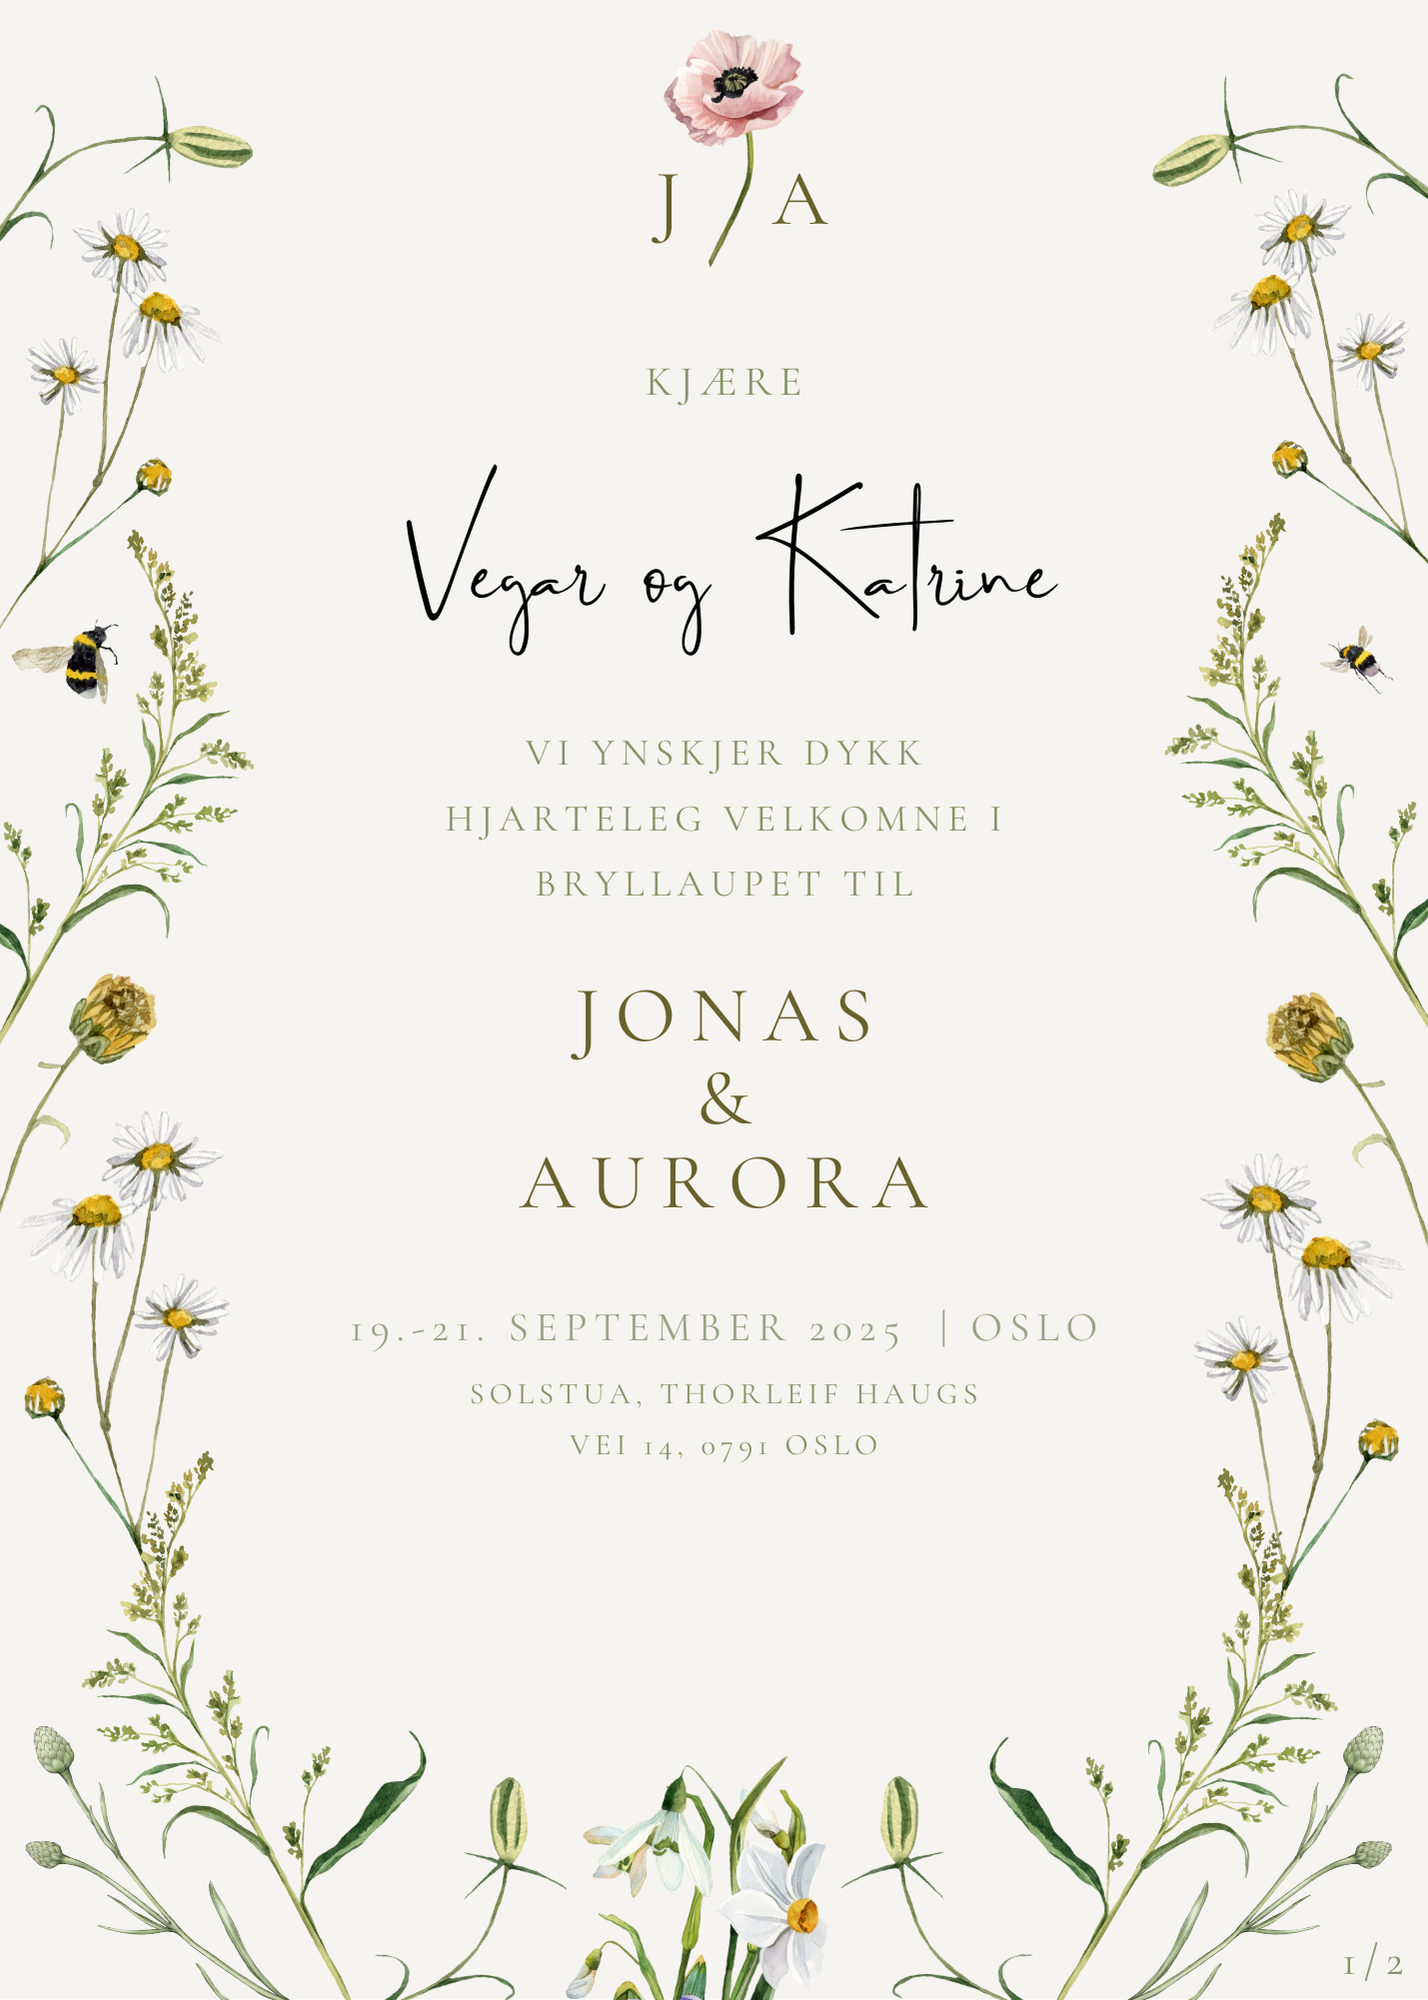 J A
KJÆRE
Vegar og Katrine
VI YNSKJER DYKK
HJARTELEG VELKOMNE I
BRYLLAUPET TIL
JONAS
&
AURORA
19.-21. SEPTEMBER 2025 | OSLO
SOLSTUA, THORLEIF HAUGS
VEI 14, 0791 OSLO
1/2